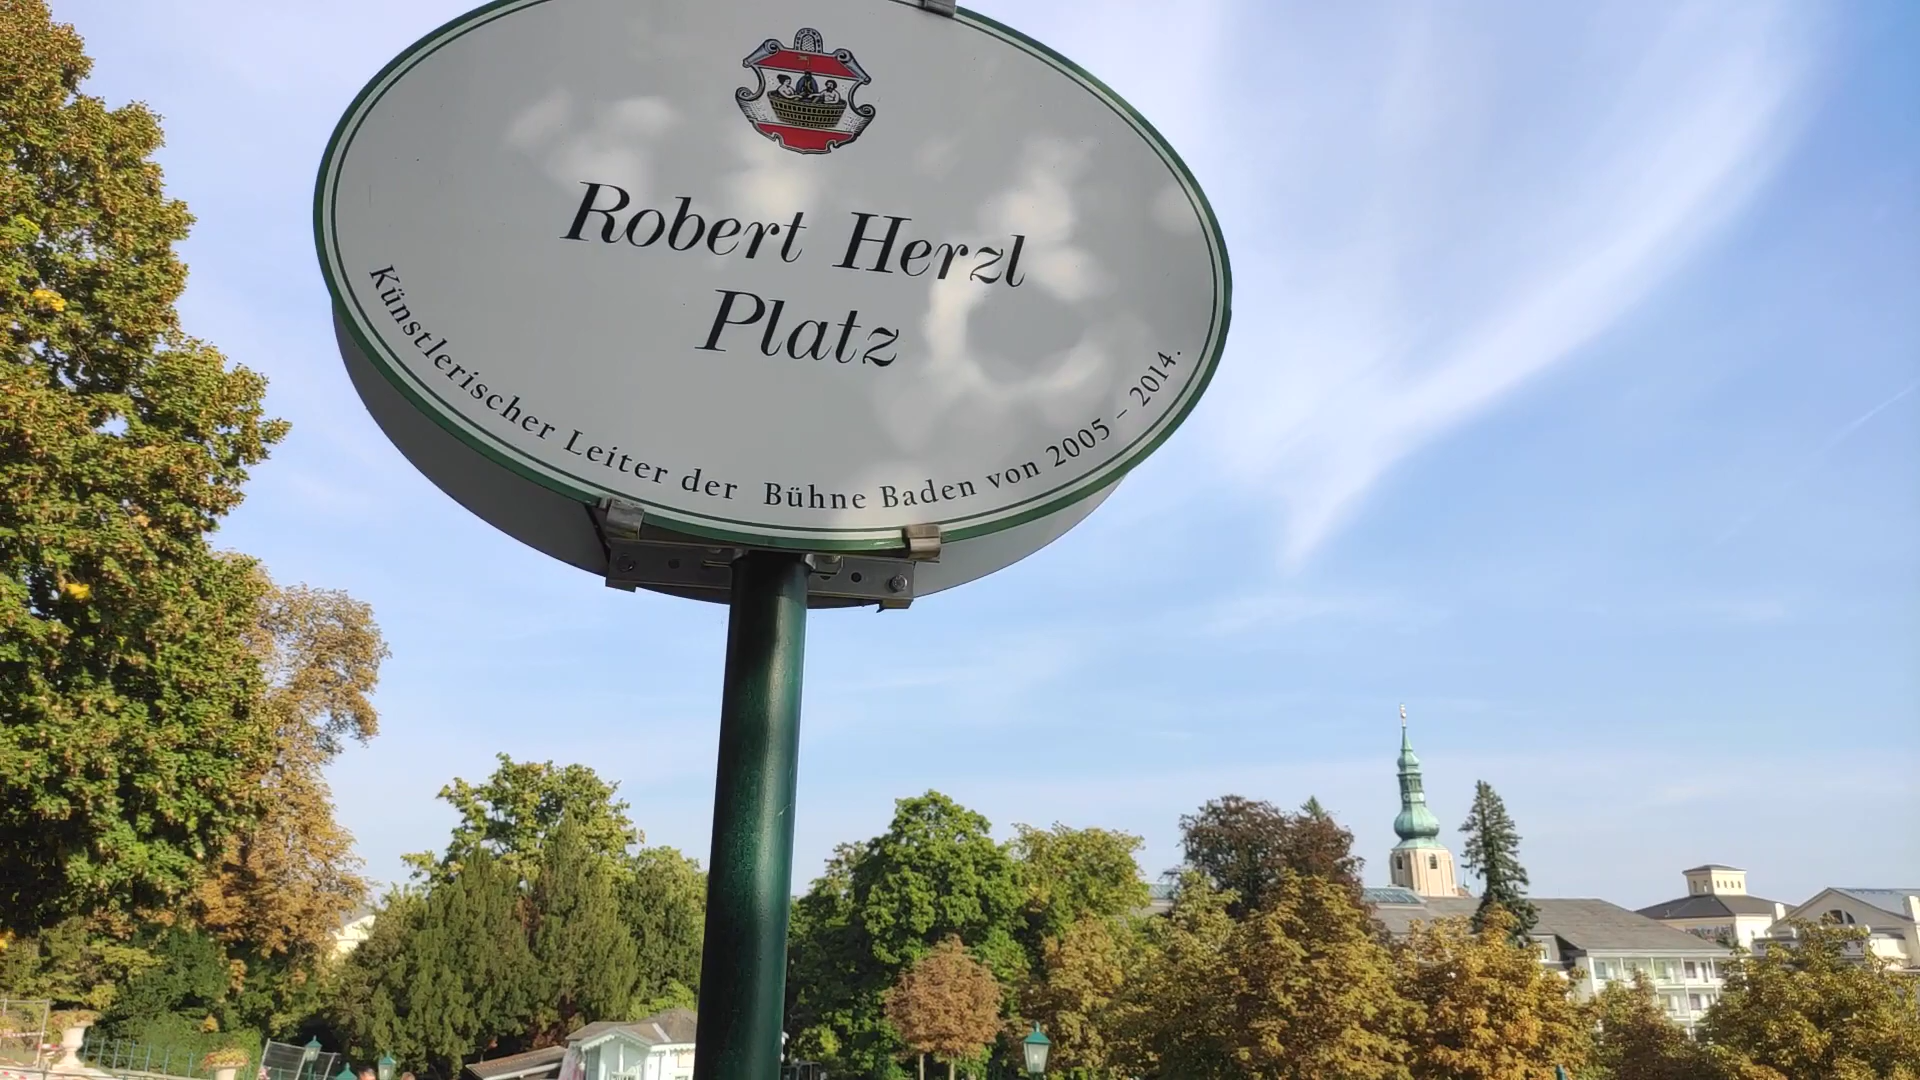 Robert Herzl
Platz
Künstlerischer Leiter der Bühne Baden von 2005 – 2014.